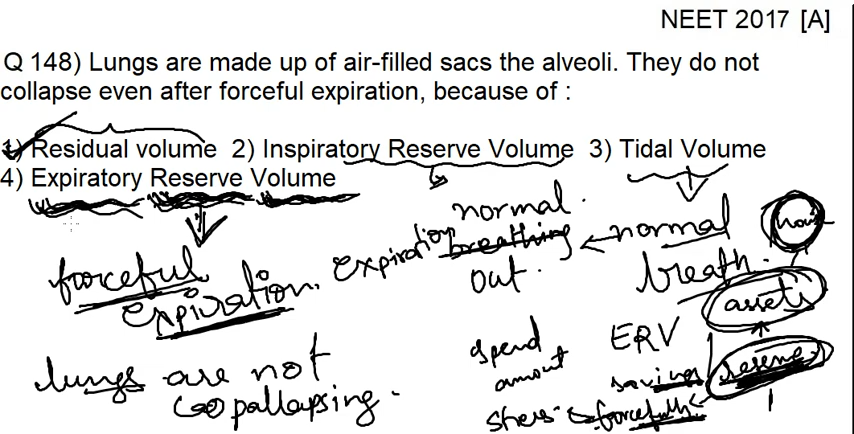 NEET 2017 [A]
Q 148) Lungs are made up of air-filled sacs the alveoli. They do not
collapse even after forceful expiration, because of :
1) Residual volume 2) Inspiratory Reserve Volume 3) Tidal Volume
4) Expiratory Reserve Volume
normal
expiration breathing
out.
normal
breath.
forceful
expiration.
assets
ERV
spend
amount
savings
reserve
lungs are not
stress forcefully